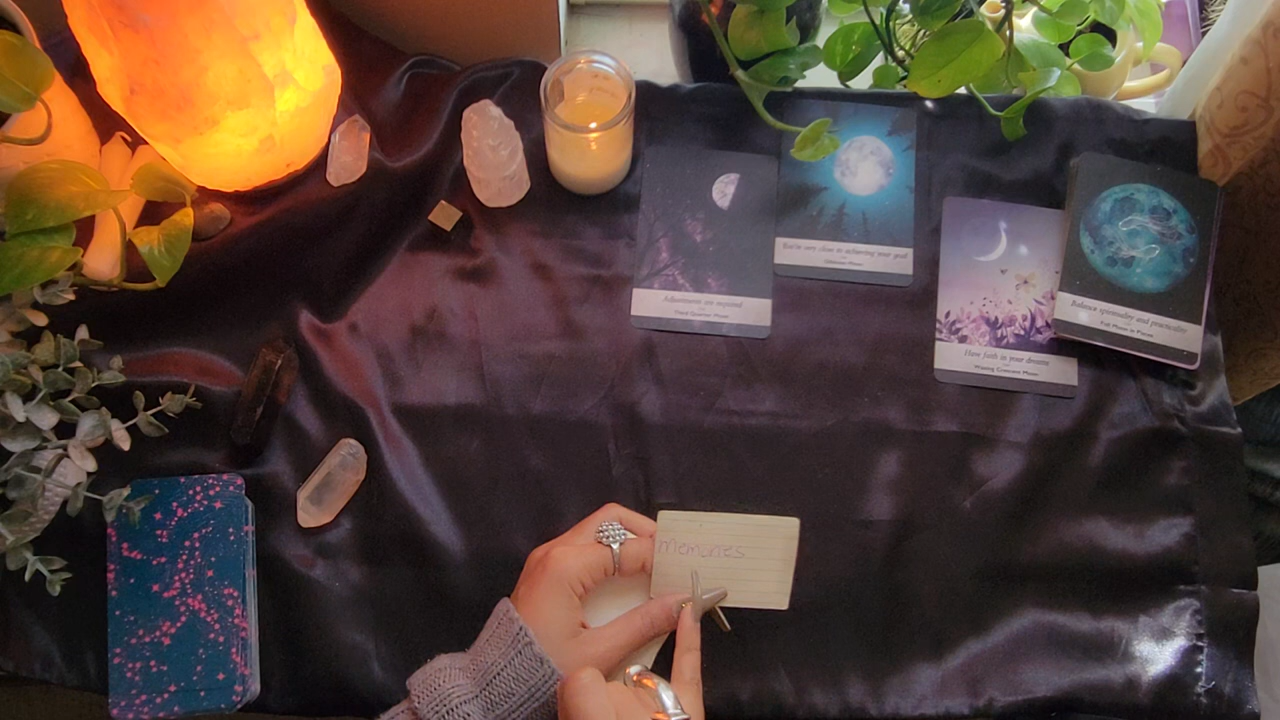 Adjustments are required
Third Quarter Moon
You're very close to achieving your goal
Gibbous Moon
Have faith in your dreams
Waxing Crescent Moon
Balance spirituality and practicality
Full Moon in Pisces
Memories